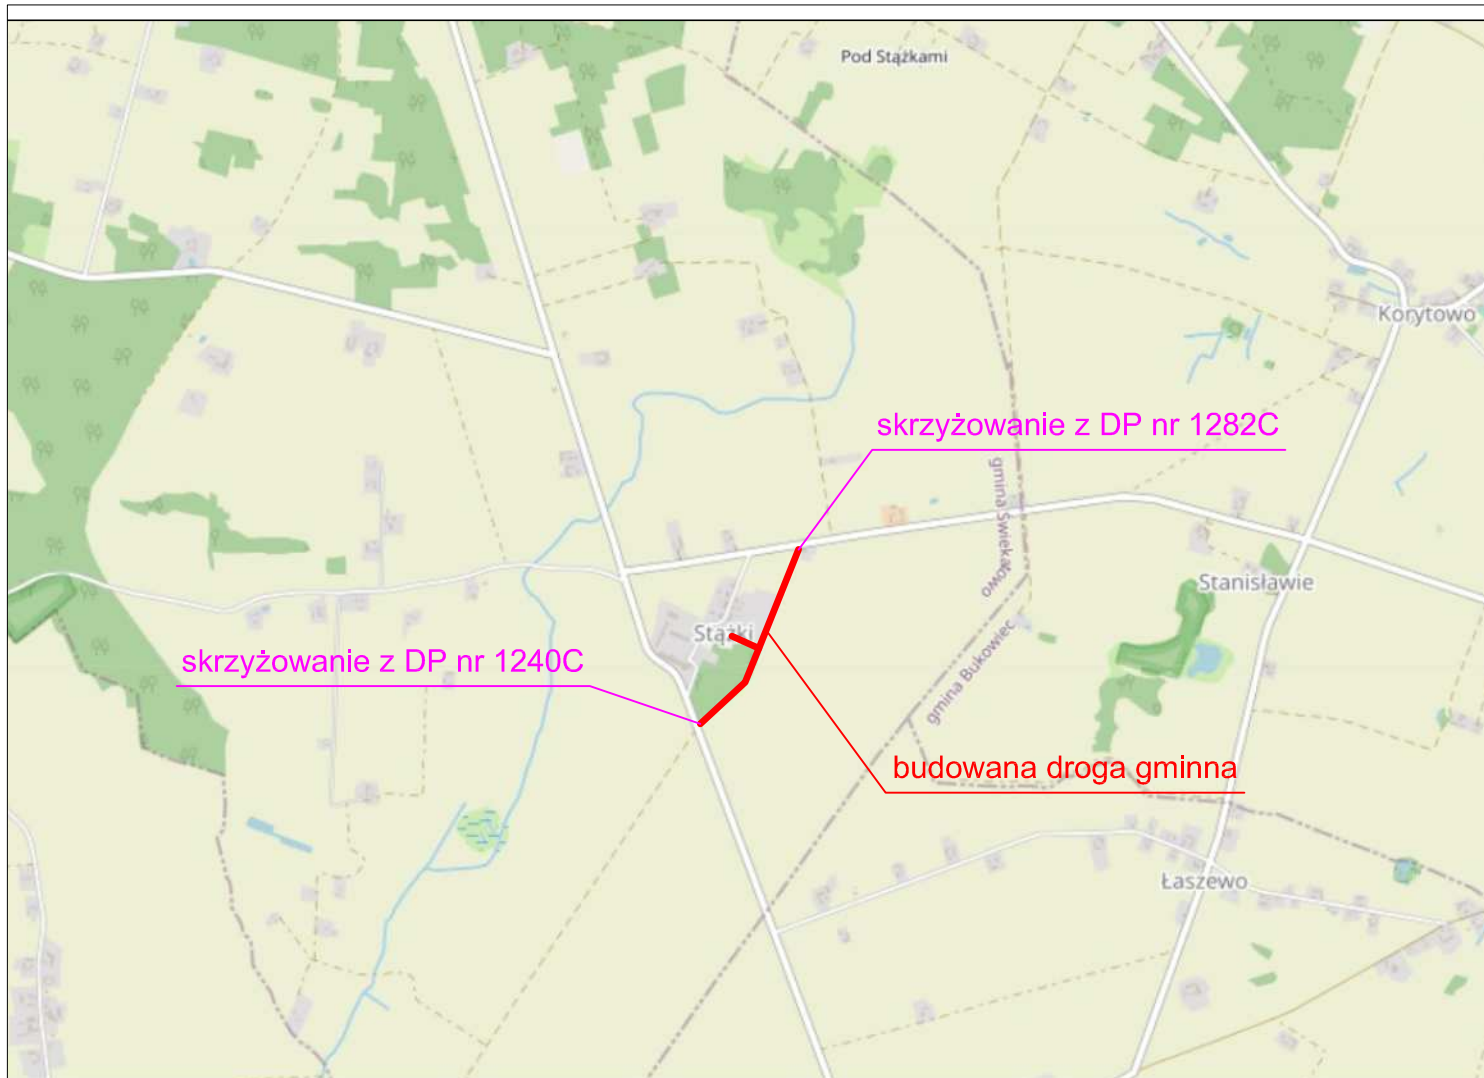 Pod Stążkami
Korytowo
skrzyżowanie z DP nr 1282C
gmina Świekatowo
Stanisławie
Stążki
skrzyżowanie z DP nr 1240C
gmina Bukowiec
budowana droga gminna
Łaszewo